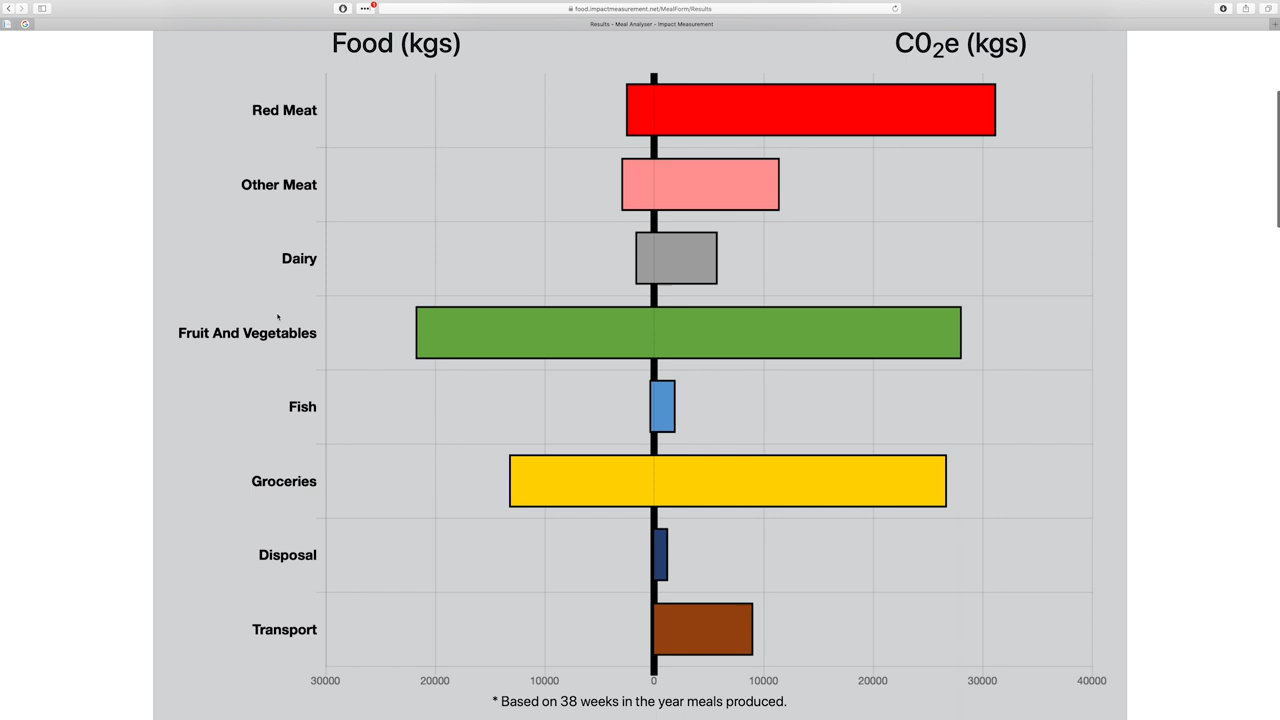 food.impactmeasurement.net/MealForm/Results
Results - Meal Analyser - Impact Measurement
Food (kgs)
C0₂e (kgs)
Red Meat
Other Meat
Dairy
Fruit And Vegetables
Fish
Groceries
Disposal
Transport
30000 20000 10000 0 10000 20000 30000 40000
* Based on 38 weeks in the year meals produced.